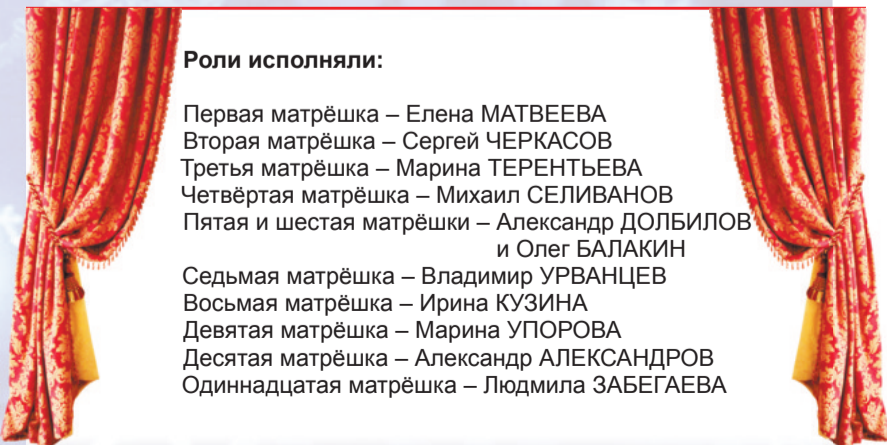 Роли исполняли:
Первая матрёшка – Елена МАТВЕЕВА
Вторая матрёшка – Сергей ЧЕРКАСОВ
Третья матрёшка – Марина ТЕРЕНТЬЕВА
Четвёртая матрёшка – Михаил СЕЛИВАНОВ
Пятая и шестая матрёшки – Александр ДОЛБИЛОВ
и Олег БАЛАКИН
Седьмая матрёшка – Владимир УРВАНЦЕВ
Восьмая матрёшка – Ирина КУЗИНА
Девятая матрёшка – Марина УПОРОВА
Десятая матрёшка – Александр АЛЕКСАНДРОВ
Одиннадцатая матрёшка – Людмила ЗАБЕГАЕВА